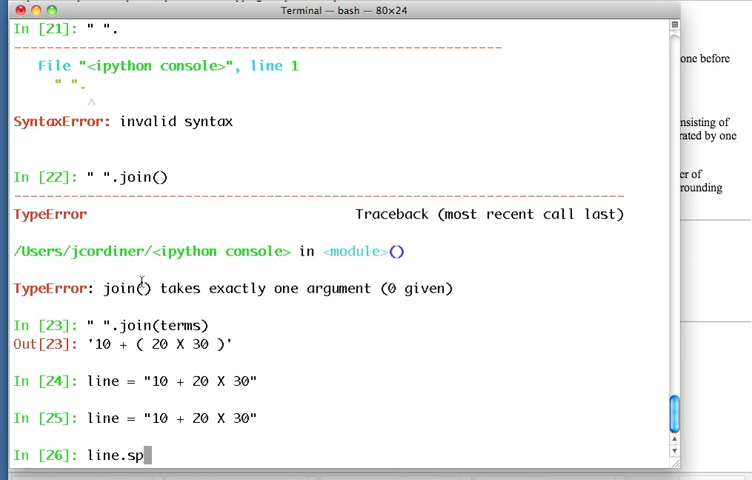 Terminal — bash — 80×24
In [21]: " ".
---------------------------------------------------------------------------
File "<ipython console>", line 1
" ".
^
SyntaxError: invalid syntax
In [22]: " ".join()
---------------------------------------------------------------------------
TypeError Traceback (most recent call last)
/Users/jcordiner/<ipython console> in <module>()
TypeError: join() takes exactly one argument (0 given)
In [23]: " ".join(terms)
Out[23]: '10 + ( 20 X 30 )'
In [24]: line = "10 + 20 X 30"
In [25]: line = "10 + 20 X 30"
In [26]: line.sp
one before
nsisting of
rated by one
er of
rounding